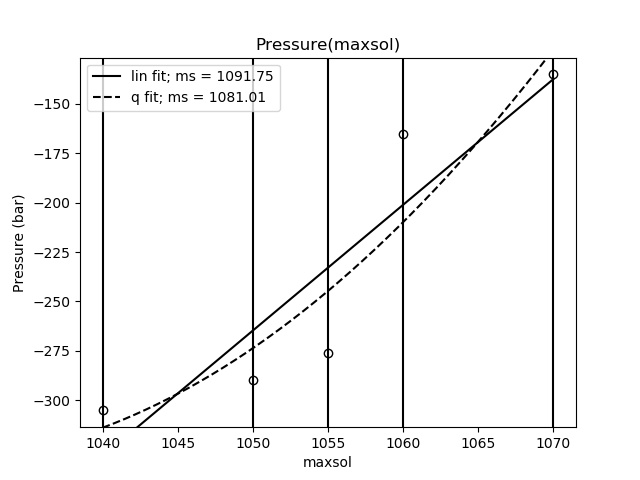 Pressure(maxsol)
lin fit; ms = 1091.75
q fit; ms = 1081.01
Pressure (bar)
−150
−175
−200
−225
−250
−275
−300
1040 1045 1050 1055 1060 1065 1070
maxsol